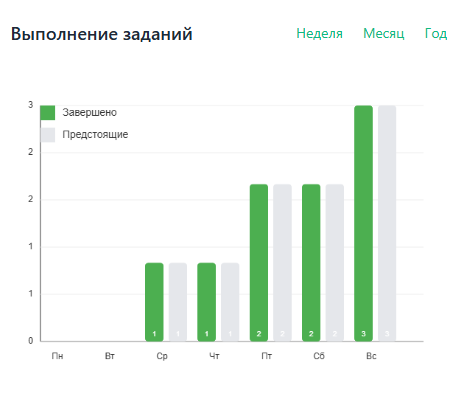 Выполнение заданий
Неделя Месяц Год
3
Завершено
Предстоящие
2
2
1
1
0
1 1 1 1 2 2 2 2 3 3
Пн Вт Ср Чт Пт Сб Вс